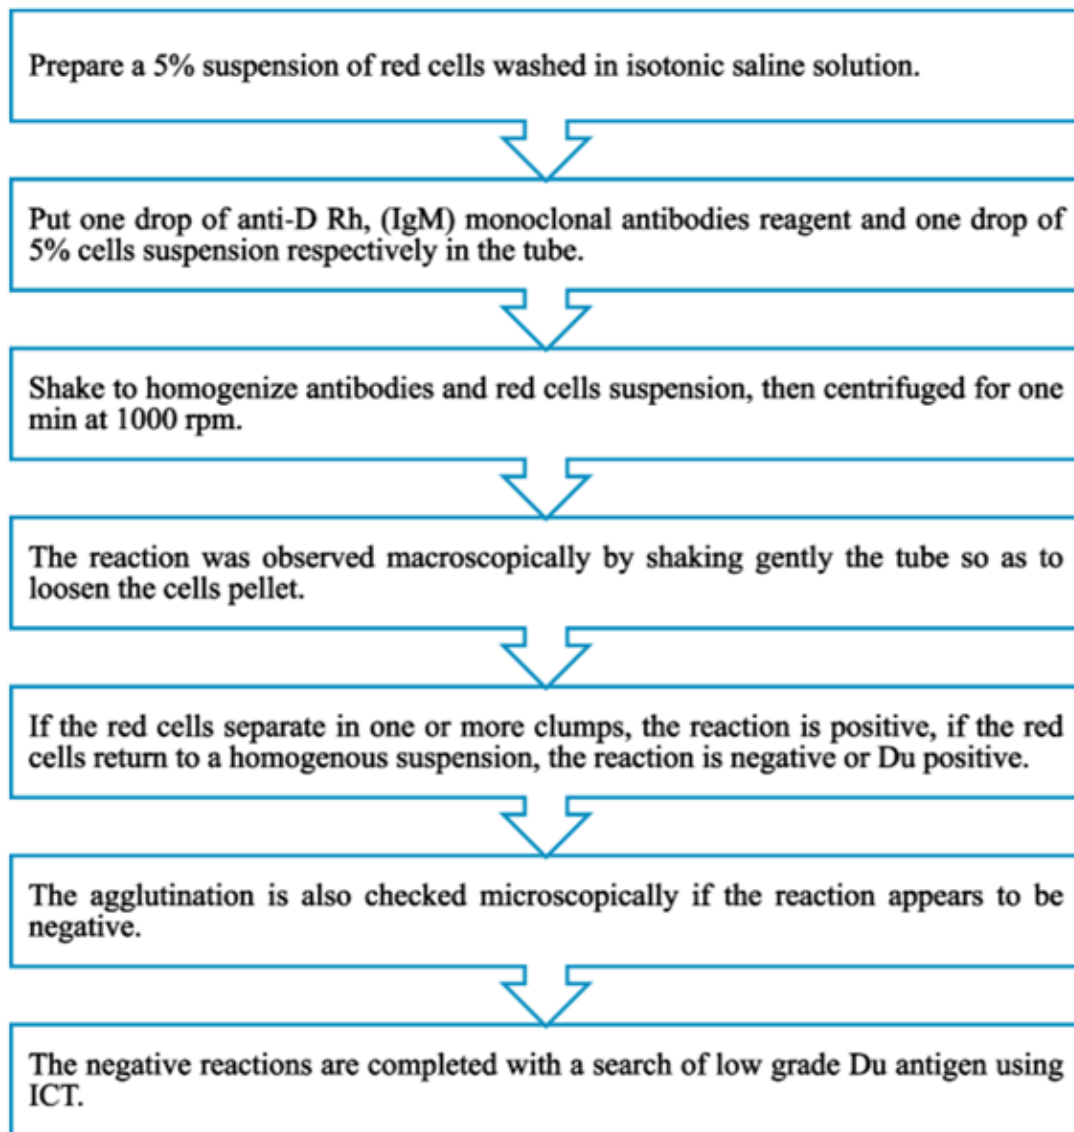 Prepare a 5% suspension of red cells washed in isotonic saline solution.
Put one drop of anti-D Rh, (IgM) monoclonal antibodies reagent and one drop of
5% cells suspension respectively in the tube.
Shake to homogenize antibodies and red cells suspension, then centrifuged for one
min at 1000 rpm.
The reaction was observed macroscopically by shaking gently the tube so as to
loosen the cells pellet.
If the red cells separate in one or more clumps, the reaction is positive, if the red
cells return to a homogenous suspension, the reaction is negative or Du positive.
The agglutination is also checked microscopically if the reaction appears to be
negative.
The negative reactions are completed with a search of low grade Du antigen using
ICT.